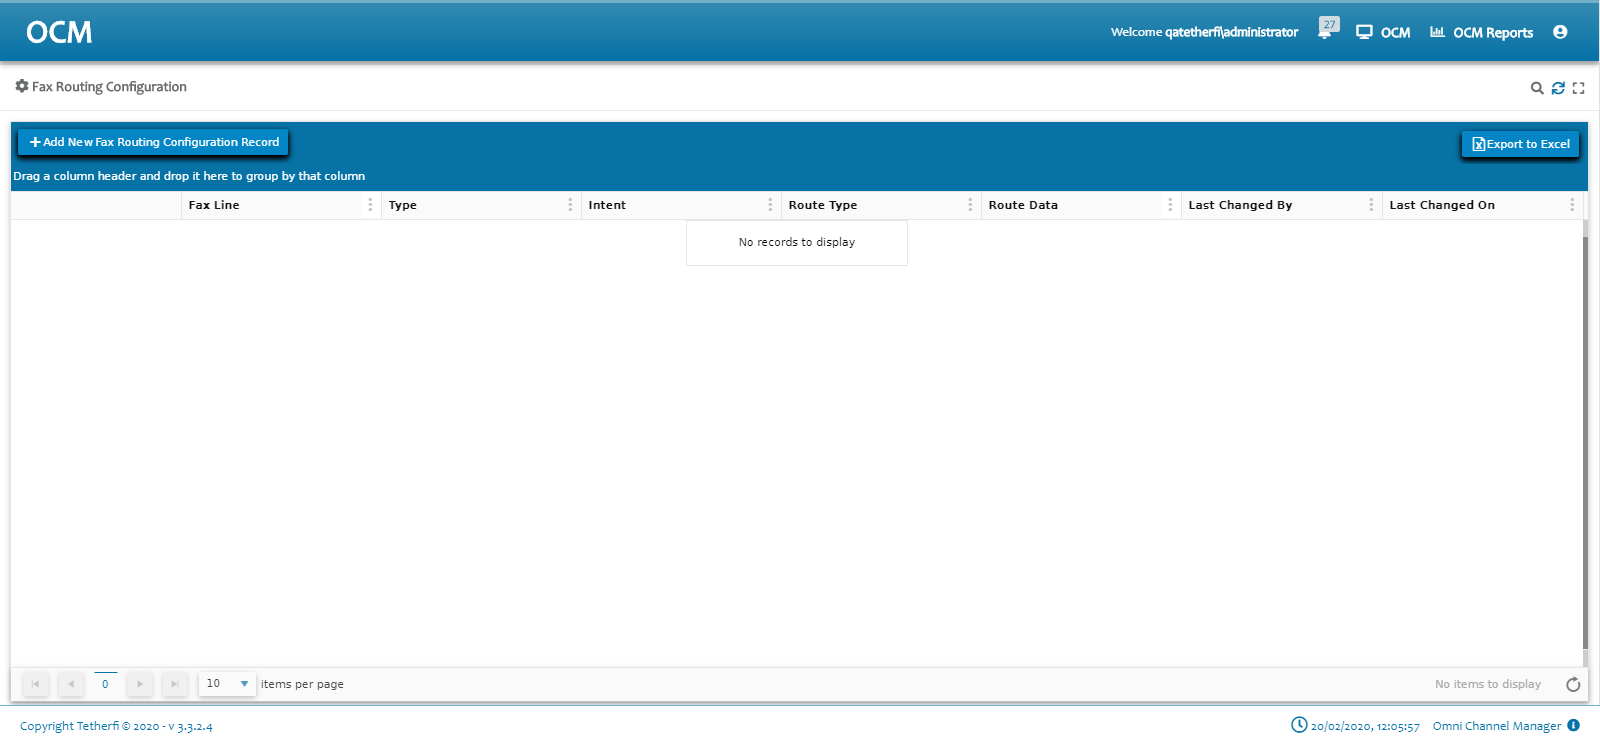 OCM
Welcome qatetherfi\administrator
27
OCM
OCM Reports
Fax Routing Configuration
Add New Fax Routing Configuration Record
Export to Excel
Drag a column header and drop it here to group by that column
Fax Line
Type
Intent
Route Type
Route Data
Last Changed By
Last Changed On
No records to display
0
10
items per page
No items to display
Copyright Tetherfi © 2020 - v 3.3.2.4
20/02/2020, 12:05:57
Omni Channel Manager